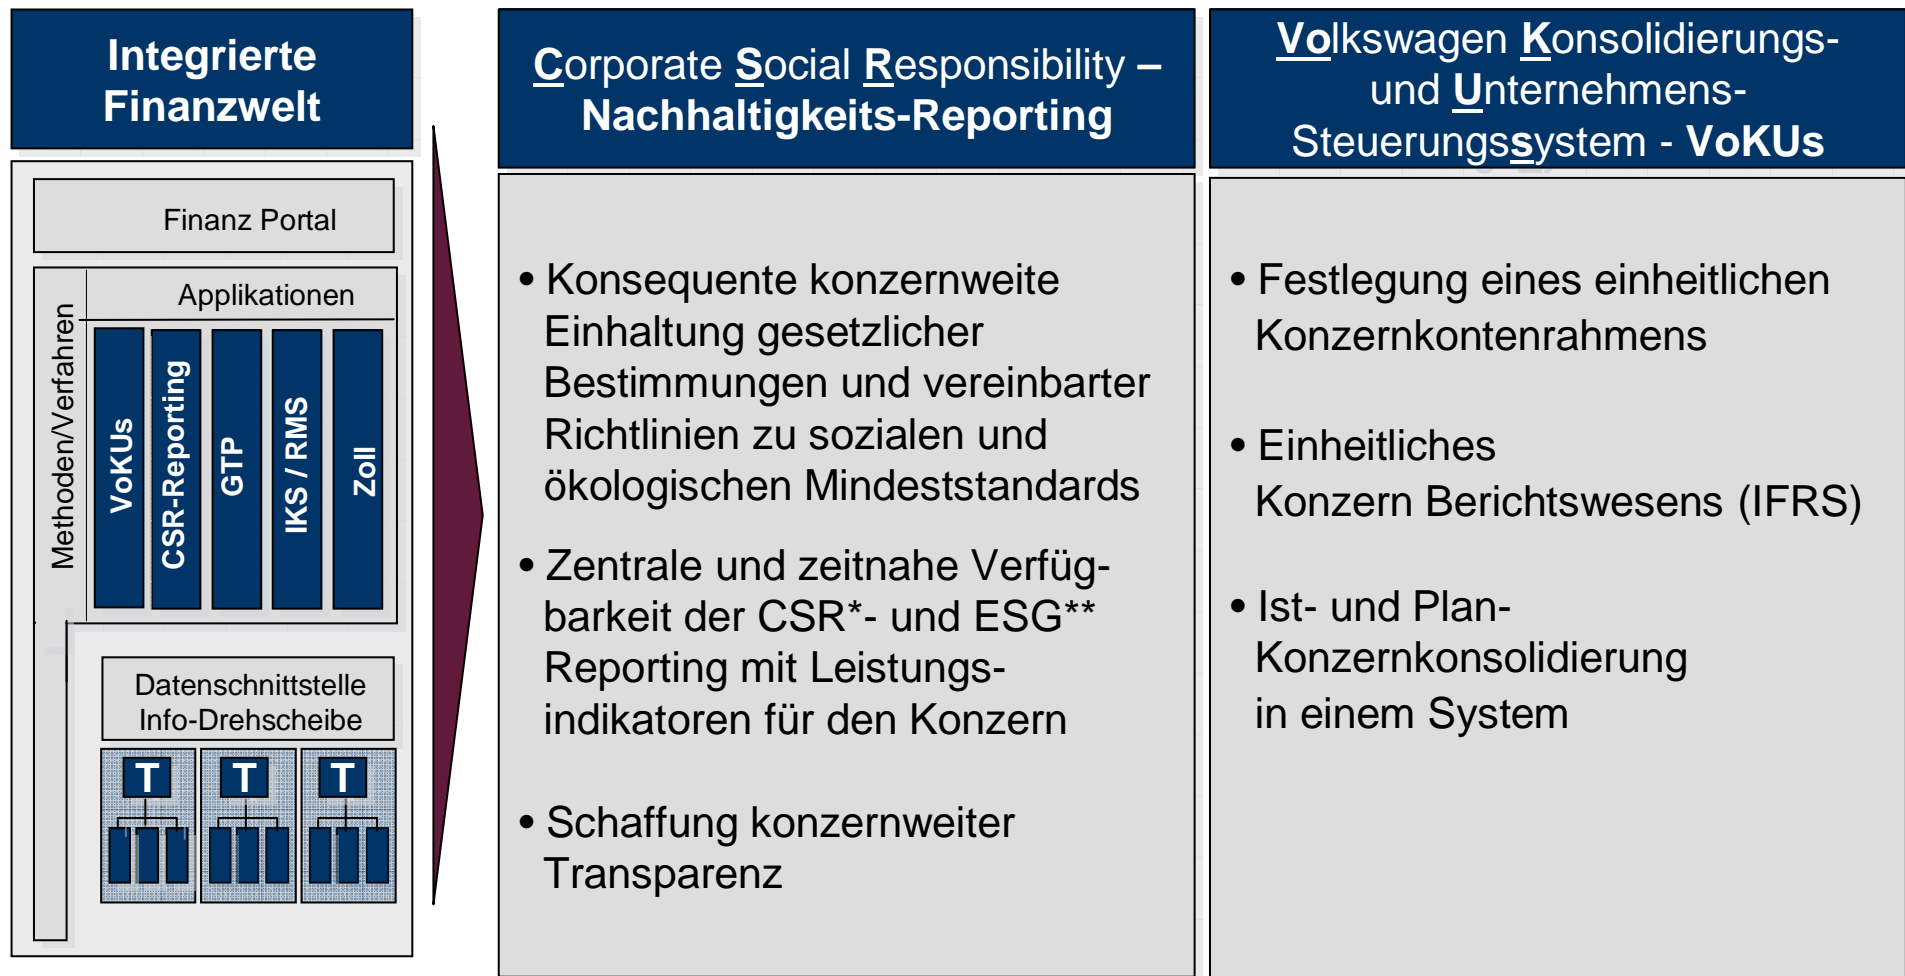 Integrierte
Finanzwelt
Finanz Portal
Methoden/Verfahren
Applikationen
VoKUs
CSR-Reporting
GTP
IKS / RMS
Zoll
Datenschnittstelle
Info-Drehscheibe
T
T
T
Corporate Social Responsibility –
Nachhaltigkeits-Reporting
• Konsequente konzernweite
Einhaltung gesetzlicher
Bestimmungen und vereinbarter
Richtlinien zu sozialen und
ökologischen Mindeststandards
• Zentrale und zeitnahe Verfüg-
barkeit der CSR*- und ESG**
Reporting mit Leistungs-
indikatoren für den Konzern
• Schaffung konzernweiter
Transparenz
Volkswagen Konsolidierungs-
und Unternehmens-
Steuerungssystem - VoKUs
• Festlegung eines einheitlichen
Konzernkontenrahmens
• Einheitliches
Konzern Berichtswesens (IFRS)
• Ist- und Plan-
Konzernkonsolidierung
in einem System